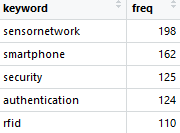 keyword freq
sensornetwork 198
smartphone 162
security 125
authentication 124
rfid 110